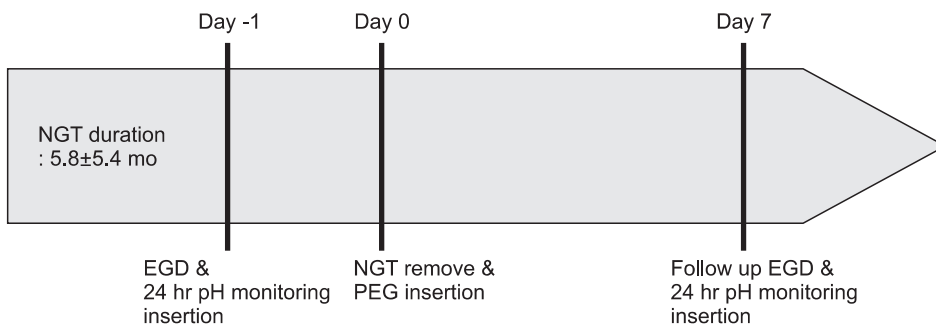 Day -1
Day 0
Day 7
NGT duration
: 5.8±5.4 mo
EGD &
24 hr pH monitoring
insertion
NGT remove &
PEG insertion
Follow up EGD &
24 hr pH monitoring
insertion